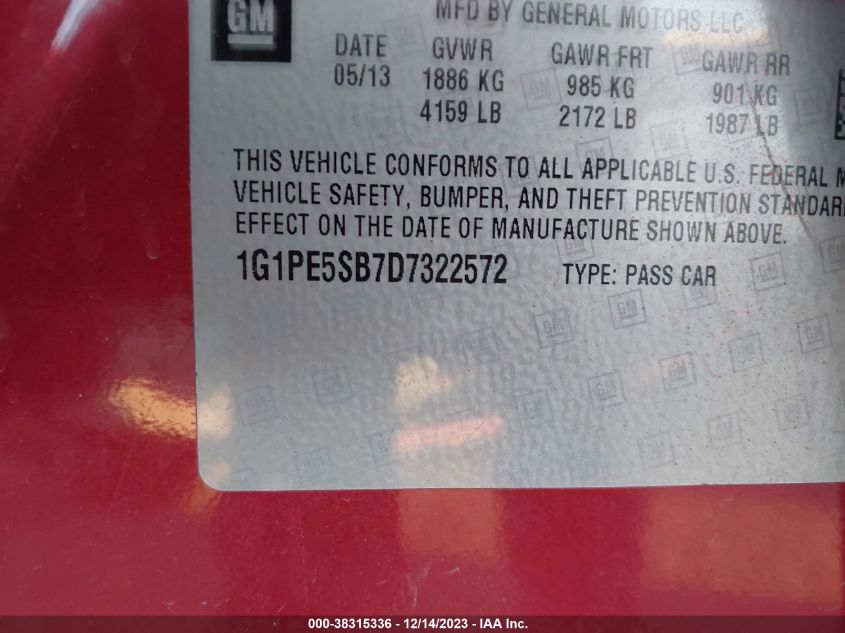 GM
MFD BY GENERAL MOTORS LLC
DATE GVWR GAWR FRT GAWR RR
05/13 1886 KG 985 KG 901 KG
4159 LB 2172 LB 1987 LB
THIS VEHICLE CONFORMS TO ALL APPLICABLE U.S. FEDERAL M
VEHICLE SAFETY, BUMPER, AND THEFT PREVENTION STANDAR
EFFECT ON THE DATE OF MANUFACTURE SHOWN ABOVE.
1G1PE5SB7D7322572 TYPE: PASS CAR
000-38315336 - 12/14/2023 - IAA Inc.